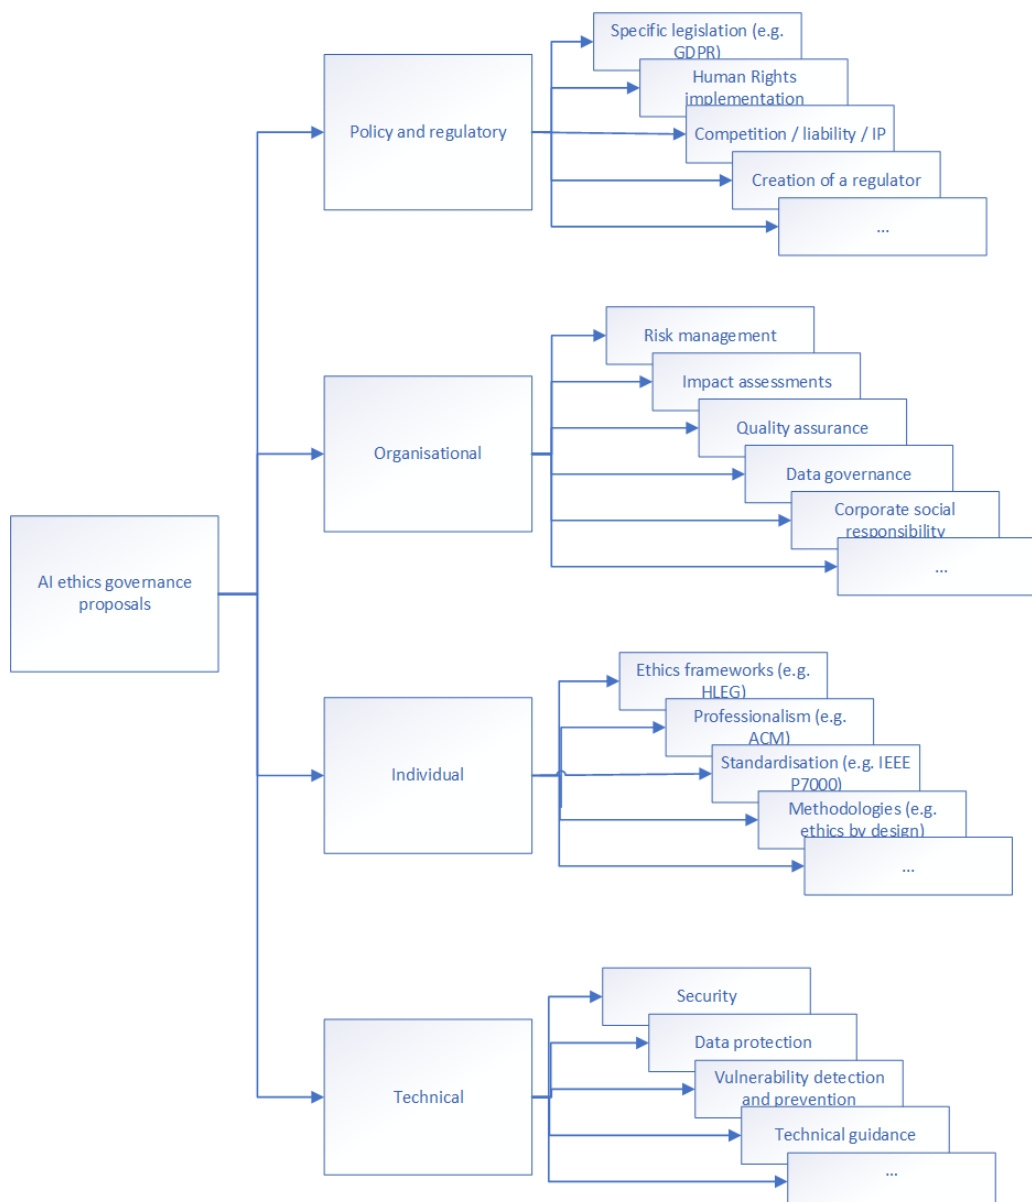 Specific legislation (e.g.
GDPR)
Human Rights
implementation
Policy and regulatory
Competition / liability / IP
Creation of a regulator
...
Risk management
Impact assessments
Quality assurance
Organisational
Data governance
Corporate social
responsibility
...
AI ethics governance
proposals
Ethics frameworks (e.g.
HLEG)
Professionalism (e.g.
ACM)
Standardisation (e.g. IEEE
P7000)
Individual
Methodologies (e.g.
ethics by design)
...
Security
Data protection
Vulnerability detection
and prevention
Technical
Technical guidance
...